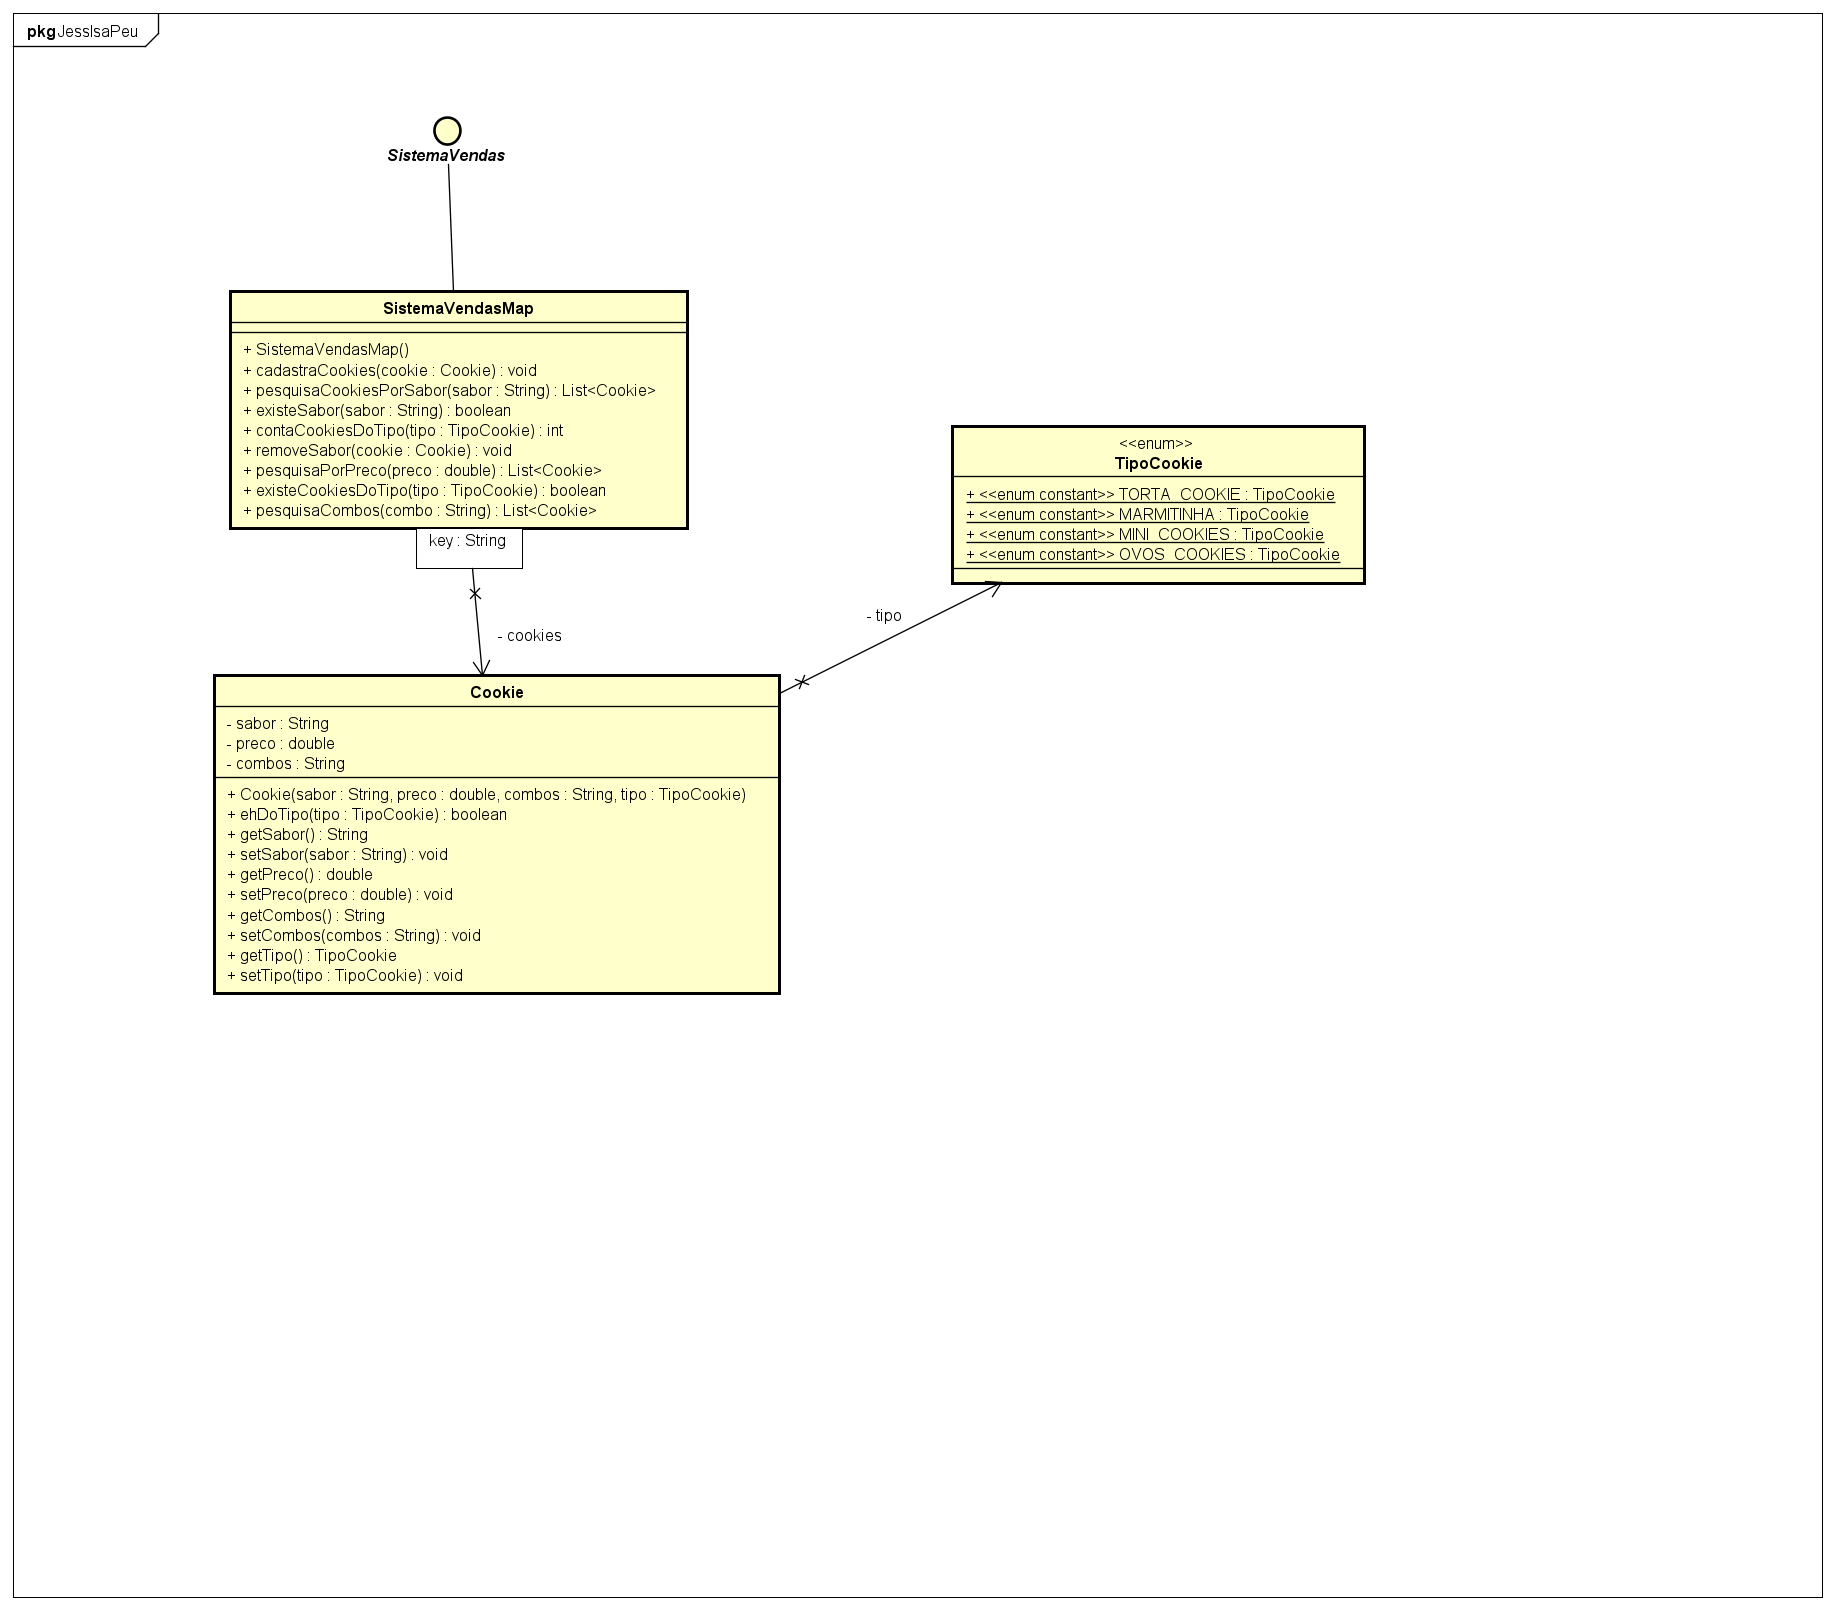 pkg JessIsaPeu
SistemaVendas
SistemaVendasMap
+ SistemaVendasMap()
+ cadastraCookies(cookie : Cookie) : void
+ pesquisaCookiesPorSabor(sabor : String) : List<Cookie>
+ existeSabor(sabor : String) : boolean
+ contaCookiesDoTipo(tipo : TipoCookie) : int
+ removeSabor(cookie : Cookie) : void
+ pesquisaPorPreco(preco : double) : List<Cookie>
+ existeCookiesDoTipo(tipo : TipoCookie) : boolean
+ pesquisaCombos(combo : String) : List<Cookie>
key : String
<<enum>>
TipoCookie
+ <<enum constant>> TORTA_COOKIE : TipoCookie
+ <<enum constant>> MARMITINHA : TipoCookie
+ <<enum constant>> MINI_COOKIES : TipoCookie
+ <<enum constant>> OVOS_COOKIES : TipoCookie
- tipo
- cookies
Cookie
- sabor : String
- preco : double
- combos : String
+ Cookie(sabor : String, preco : double, combos : String, tipo : TipoCookie)
+ ehDoTipo(tipo : TipoCookie) : boolean
+ getSabor() : String
+ setSabor(sabor : String) : void
+ getPreco() : double
+ setPreco(preco : double) : void
+ getCombos() : String
+ setCombos(combos : String) : void
+ getTipo() : TipoCookie
+ setTipo(tipo : TipoCookie) : void